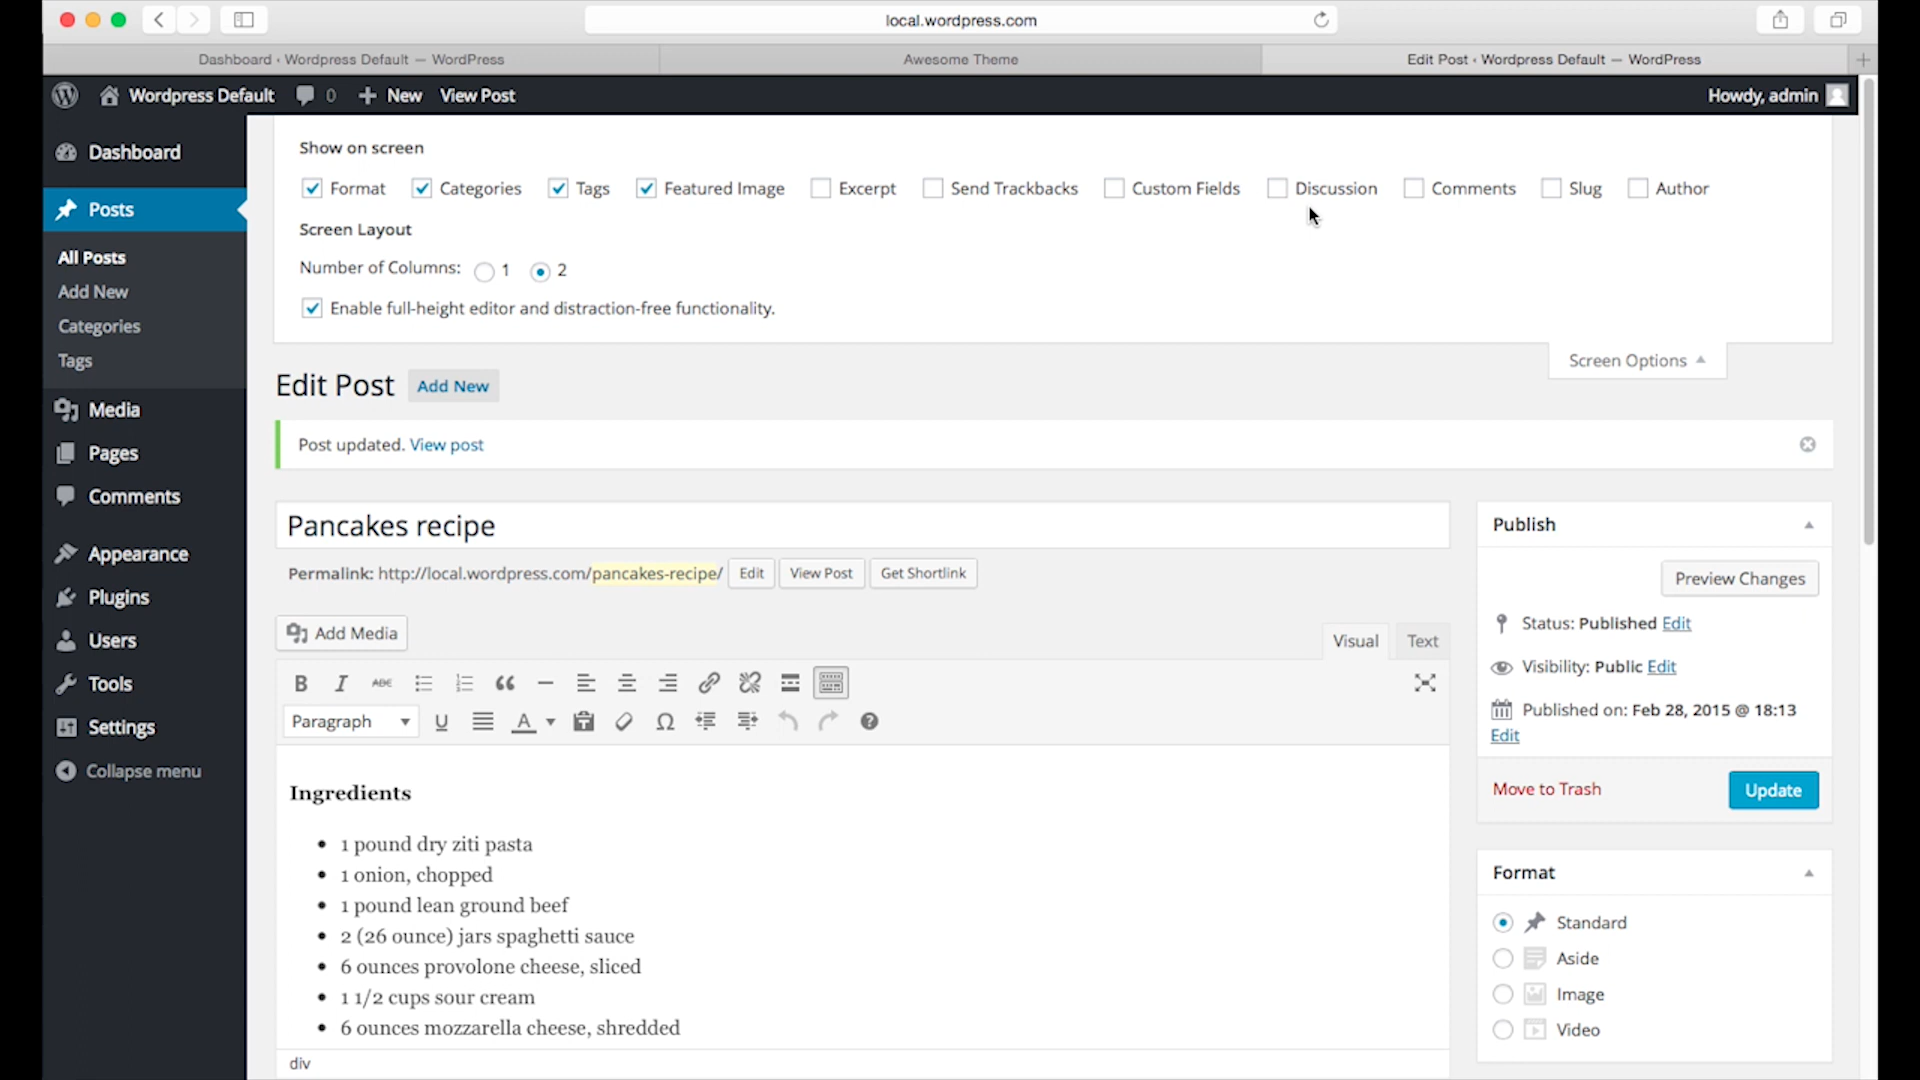 local.wordpress.com
Dashboard ‹ Wordpress Default — WordPress
Awesome Theme
Edit Post ‹ Wordpress Default — WordPress
Wordpress Default 0 + New View Post Howdy, admin
Dashboard
Posts
All Posts
Add New
Categories
Tags
Media
Pages
Comments
Appearance
Plugins
Users
Tools
Settings
Collapse menu
Show on screen
Format Categories Tags Featured Image Excerpt Send Trackbacks Custom Fields Discussion Comments Slug Author
Screen Layout
Number of Columns: 1 2
Enable full-height editor and distraction-free functionality.
Screen Options
Edit Post Add New
Post updated. View post
Pancakes recipe
Permalink: http://local.wordpress.com/pancakes-recipe/ Edit View Post Get Shortlink
Add Media
Visual Text
B I ABC
Paragraph U A Ω ?
Ingredients
• 1 pound dry ziti pasta
• 1 onion, chopped
• 1 pound lean ground beef
• 2 (26 ounce) jars spaghetti sauce
• 6 ounces provolone cheese, sliced
• 1 1/2 cups sour cream
• 6 ounces mozzarella cheese, shredded
div
Publish
Preview Changes
Status: Published Edit
Visibility: Public Edit
Published on: Feb 28, 2015 @ 18:13
Edit
Move to Trash Update
Format
Standard
Aside
Image
Video